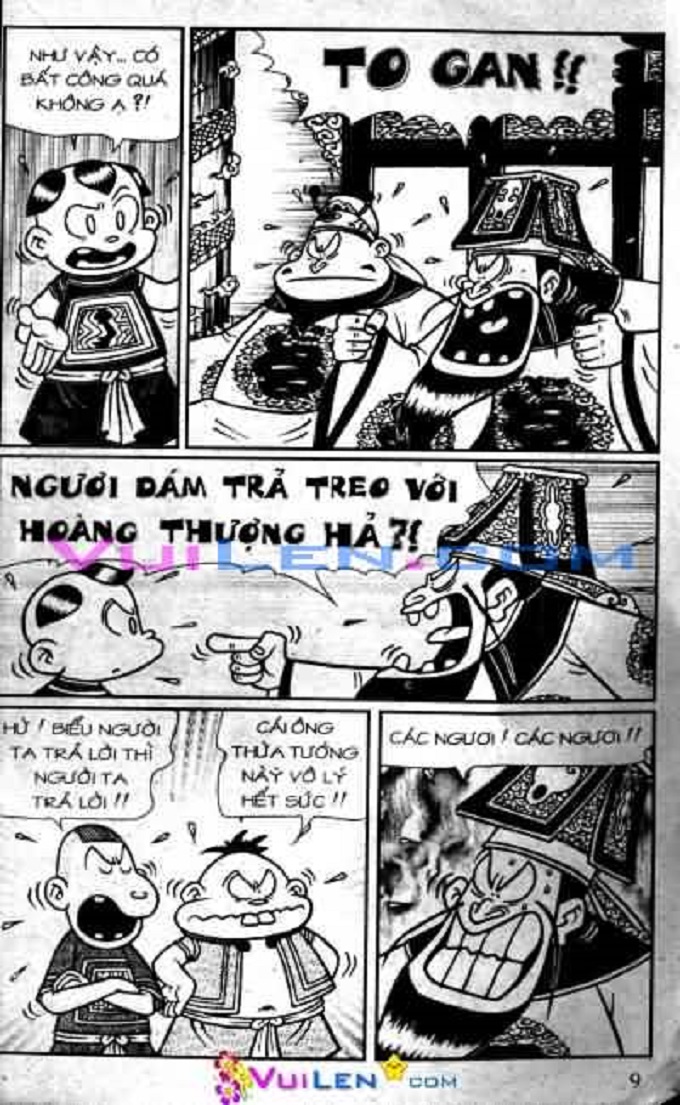 NHƯ VẬY... CÓ
BẤT CÔNG QUÁ
KHÔNG Ạ ?!
TO GAN !!
NGƯƠI DÁM TRẢ TREO VỚI
HOÀNG THƯỢNG HẢ ?!
VUILEN.COM
HỪ ! BIỂU NGƯỜI
TA TRẢ LỜI THÌ
NGƯỜI TA
TRẢ LỜI !!
CÁI ÔNG
THỪA TƯỚNG
NÀY VÔ LÝ
HẾT SỨC !!
CÁC NGƯƠI ! CÁC NGƯƠI !!
VUILEN COM
9